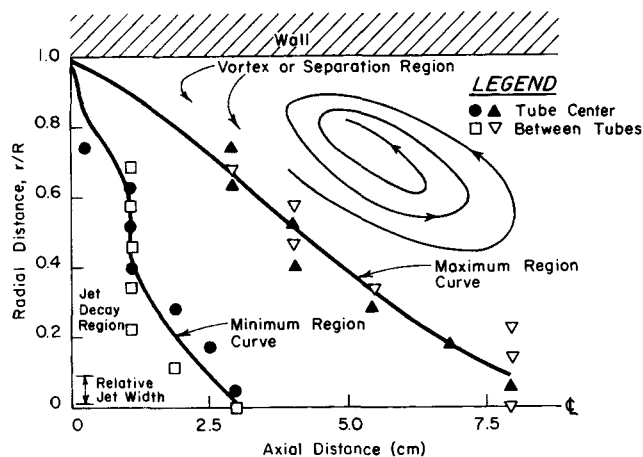 Wall
Vortex or Separation Region
LEGEND
Tube Center
Between Tubes
1.0
0.8
0.6
0.4
0.2
0
Radial Distance, r/R
Maximum Region
Curve
Jet
Decay
Region
Minimum Region
Curve
Relative
Jet Width
0
2.5
5.0
7.5
℄
Axial Distance (cm)